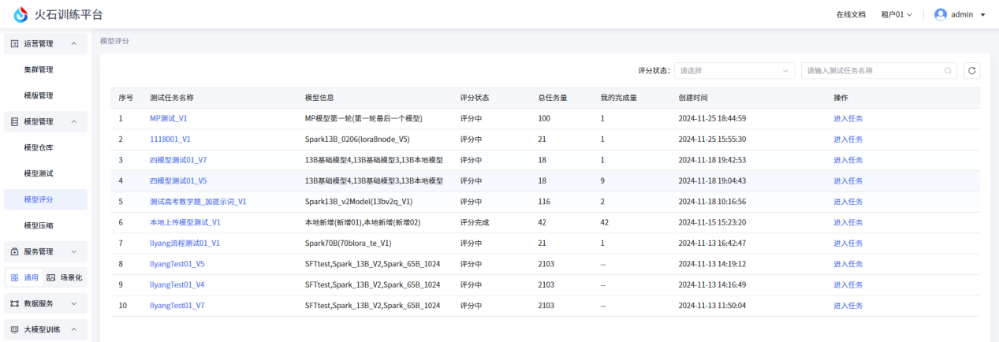 火石训练平台 在线文档 租户01 admin
运营管理
集群管理
模版管理
模型管理
模型仓库
模型测试
模型评分
模型压缩
服务管理
通用 场景化
数据服务
大模型训练
模型评分
评分状态: 请选择 请输入测试任务名称
序号 测试任务名称 模型信息 评分状态 总任务量 我的完成量 创建时间 操作
1 MP测试_V1 MP模型第一轮(第一轮最后一个模型) 评分中 100 1 2024-11-25 18:44:59 进入任务
2 1118001_V1 Spark13B_0206(lora8node_V5) 评分中 21 1 2024-11-25 15:55:30 进入任务
3 四模型测试01_V7 13B基础模型4,13B基础模型3,13B本地模型 评分中 18 1 2024-11-18 19:42:53 进入任务
4 四模型测试01_V5 13B基础模型4,13B基础模型3,13B本地模型 评分中 18 9 2024-11-18 19:04:43 进入任务
5 测试高考数学题_加提示词_V1 Spark13B_v2Model(13bv2q_V1) 评分中 116 2 2024-11-18 10:16:56 进入任务
6 本地上传模型测试_V1 本地新增(新增01),本地新增(新增02) 评分完成 42 42 2024-11-15 15:23:20 进入任务
7 llyang流程测试01_V1 Spark70B(70blora_te_V1) 评分中 21 1 2024-11-13 16:42:47 进入任务
8 llyangTest01_V5 SFTtest,Spark_13B_V2,Spark_65B_1024 评分中 2103 -- 2024-11-13 14:19:12 进入任务
9 llyangTest01_V4 SFTtest,Spark_13B_V2,Spark_65B_1024 评分中 2103 -- 2024-11-13 14:16:49 进入任务
10 llyangTest01_V7 SFTtest,Spark_13B_V2,Spark_65B_1024 评分中 2103 -- 2024-11-13 11:50:04 进入任务